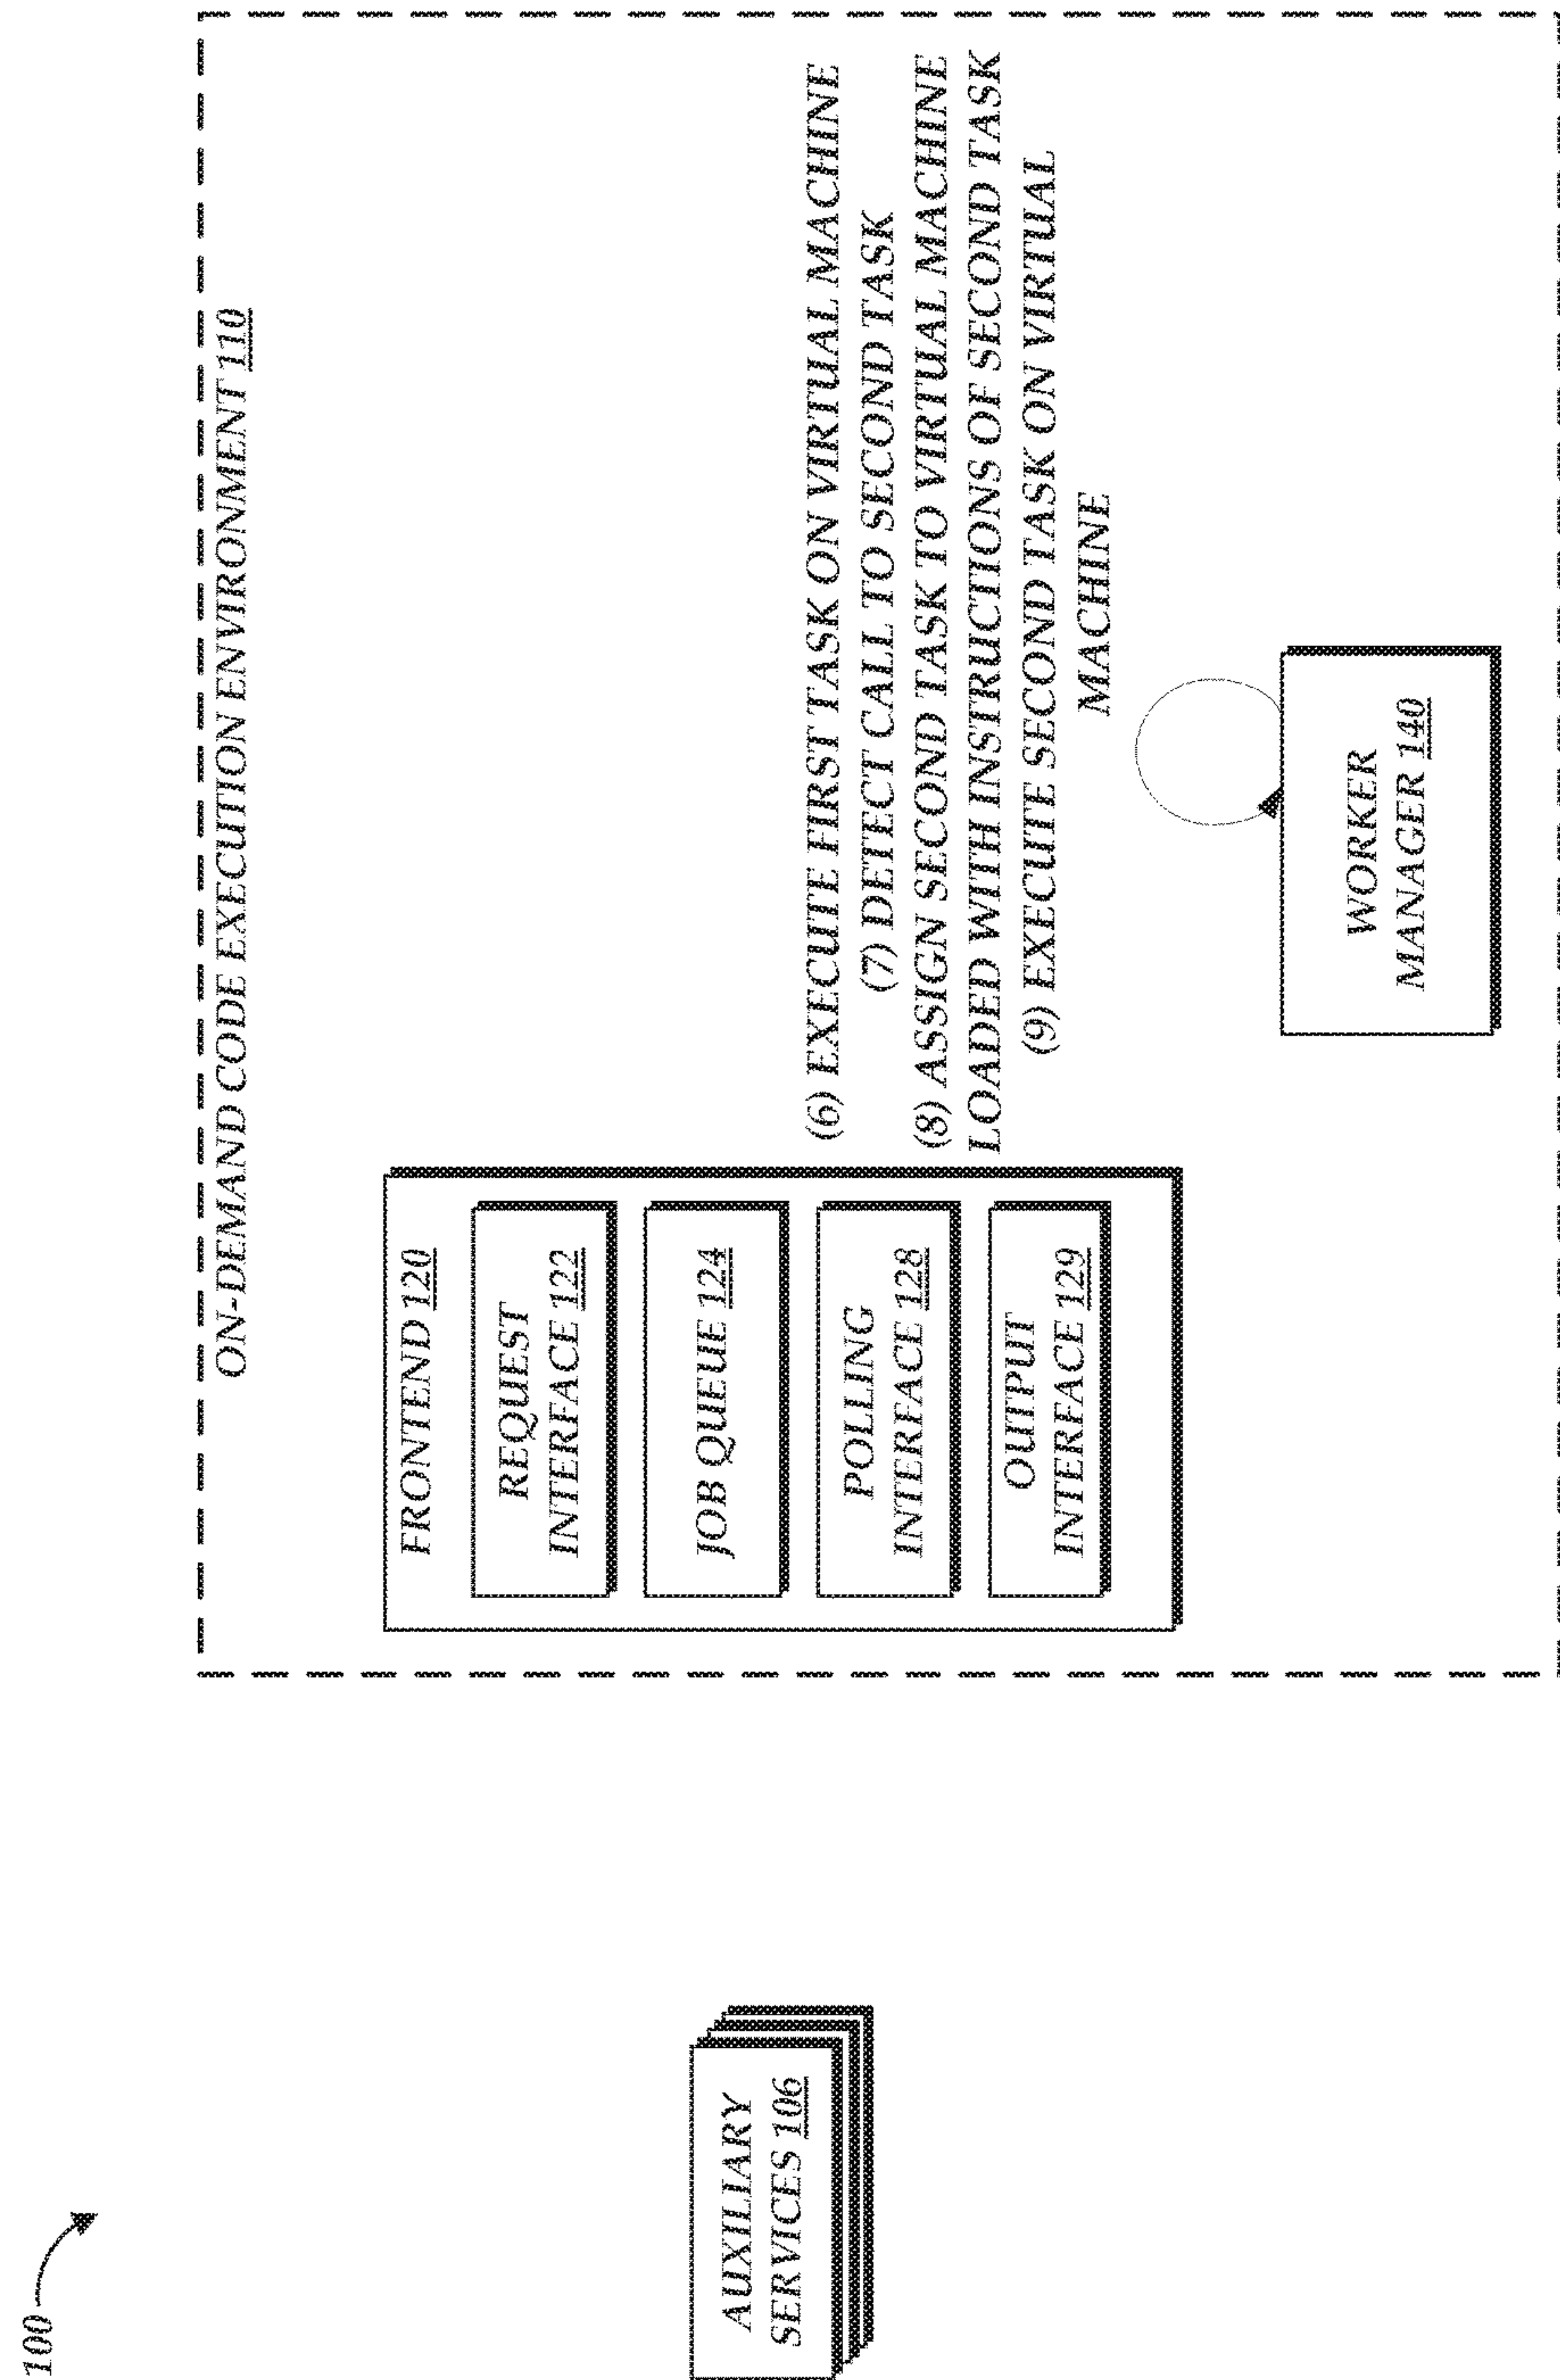 100
ON-DEMAND CODE EXECUTION ENVIRONMENT 110
AUXILIARY
SERVICES 106
FRONTEND 120
REQUEST
INTERFACE 122
JOB QUEUE 124
POLLING
INTERFACE 128
OUTPUT
INTERFACE 129
(6) EXECUTE FIRST TASK ON VIRTUAL MACHINE
(7) DETECT CALL TO SECOND TASK
(8) ASSIGN SECOND TASK TO VIRTUAL MACHINE
LOADED WITH INSTRUCTIONS OF SECOND TASK
(9) EXECUTE SECOND TASK ON VIRTUAL
MACHINE
WORKER
MANAGER 140